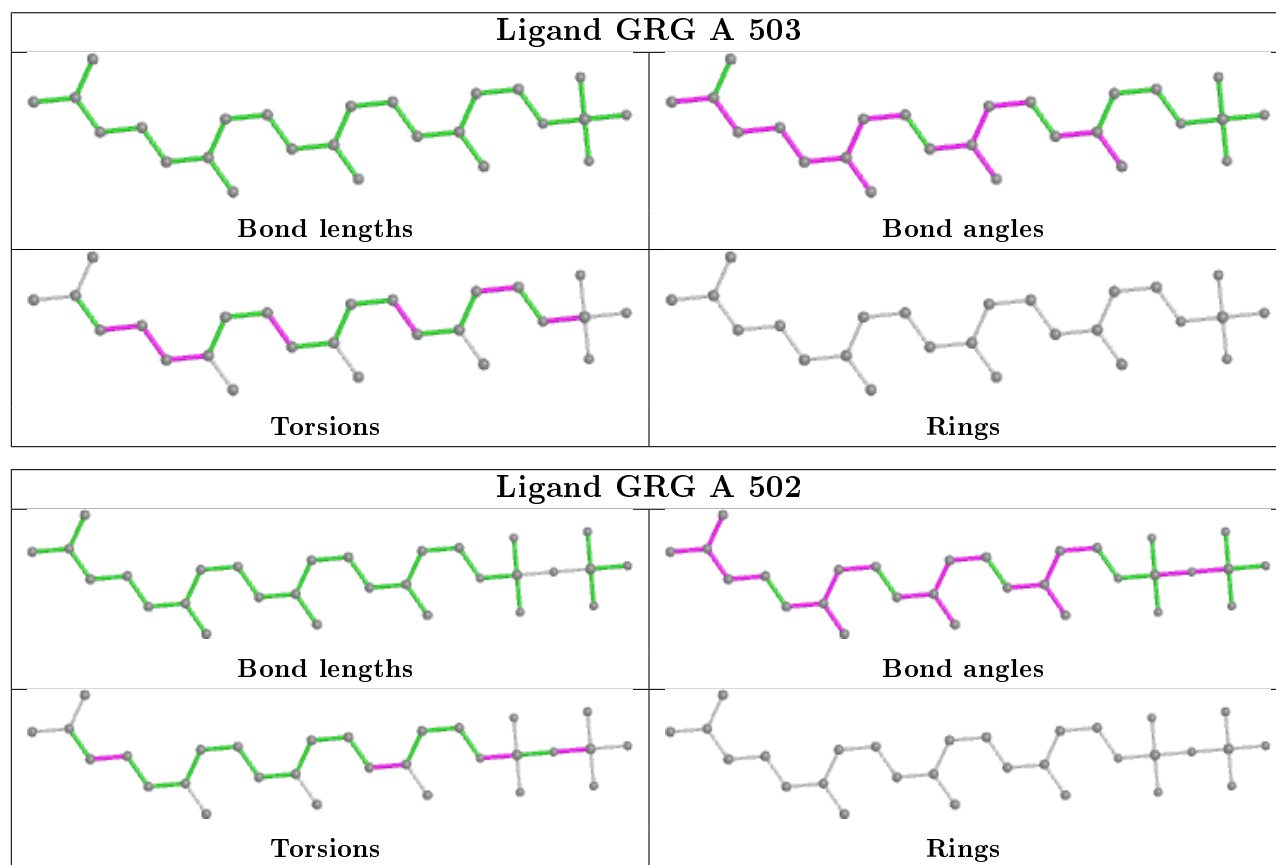 Ligand GRG A 503
Bond lengths
Bond angles
Torsions
Rings
Ligand GRG A 502
Bond lengths
Bond angles
Torsions
Rings